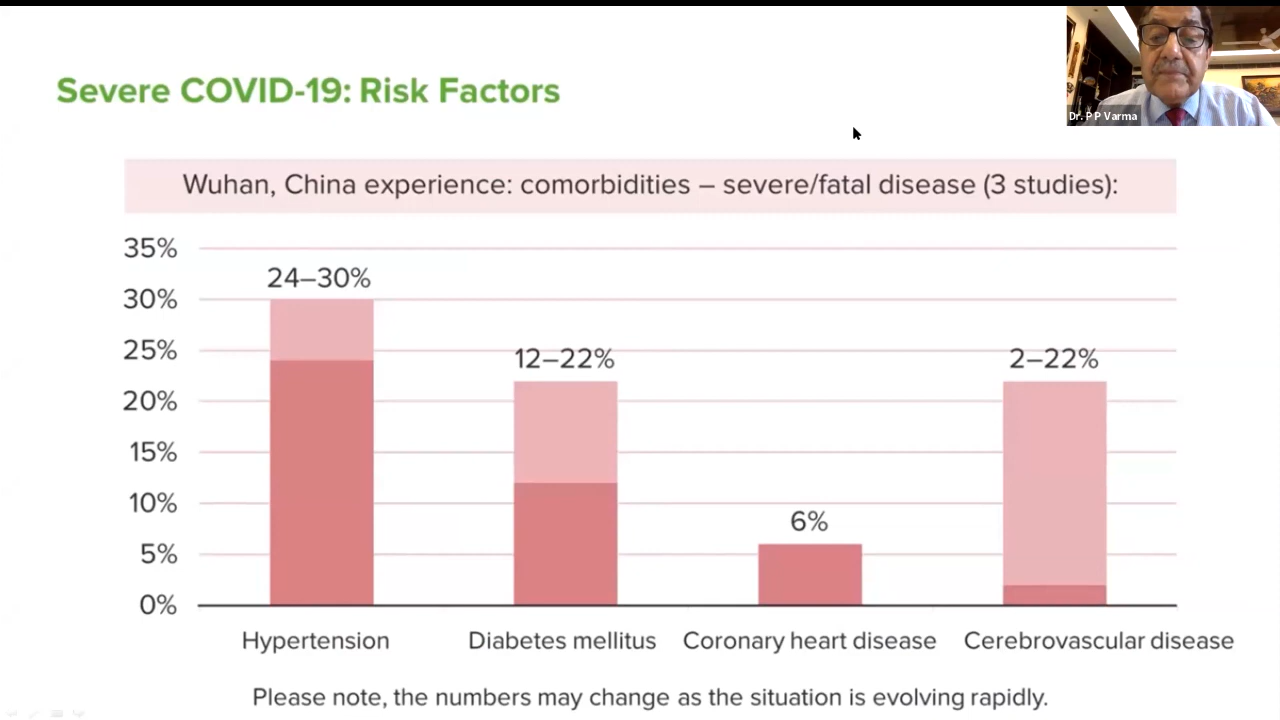 Severe COVID-19: Risk Factors
Dr. P P Varma
Wuhan, China experience: comorbidities – severe/fatal disease (3 studies):
35%
30%
25%
20%
15%
10%
5%
0%
24–30%
12–22%
6%
2–22%
Hypertension
Diabetes mellitus
Coronary heart disease
Cerebrovascular disease
Please note, the numbers may change as the situation is evolving rapidly.